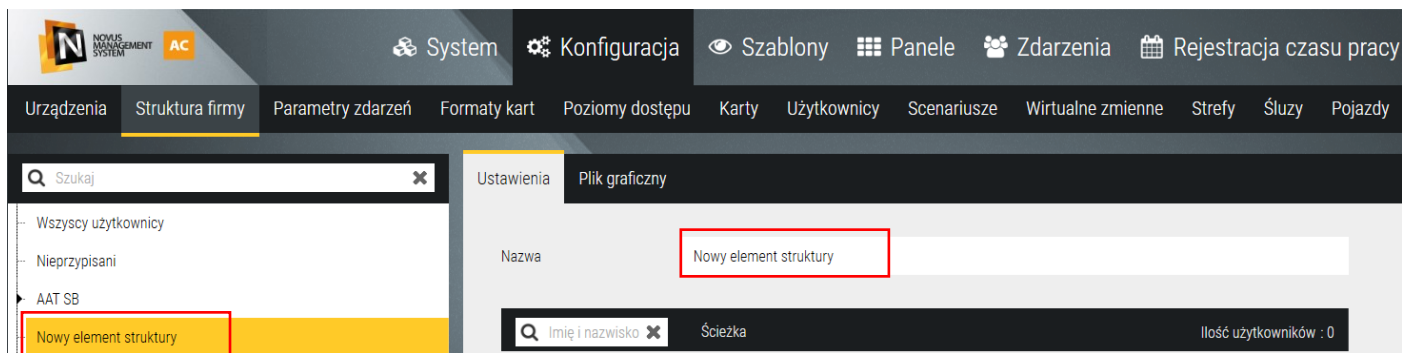 NOVUS
MANAGEMENT
SYSTEM
AC
System Konfiguracja Szablony Panele Zdarzenia Rejestracja czasu pracy
Urządzenia Struktura firmy Parametry zdarzeń Formaty kart Poziomy dostępu Karty Użytkownicy Scenariusze Wirtualne zmienne Strefy Śluzy Pojazdy
Szukaj
Ustawienia Plik graficzny
Wszyscy użytkownicy
Nazwa Nowy element struktury
Nieprzypisani
AAT SB
Nowy element struktury
Imię i nazwisko Ścieżka Ilość użytkowników : 0